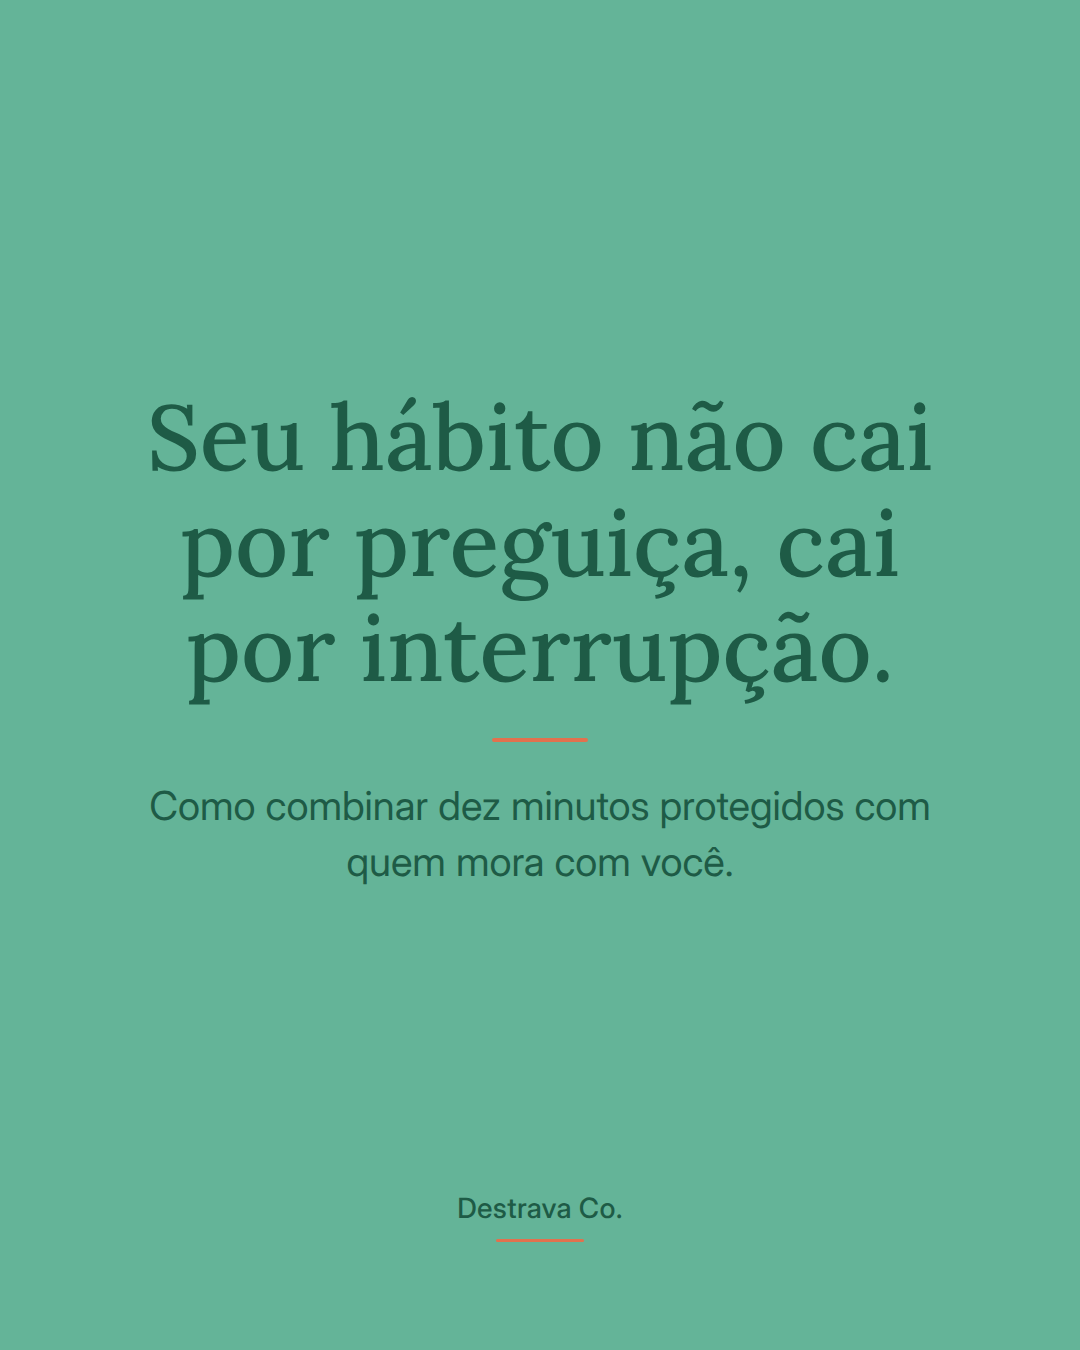 Seu hábito não cai
por preguiça, cai
por interrupção.
Como combinar dez minutos protegidos com
quem mora com você.
Destrava Co.